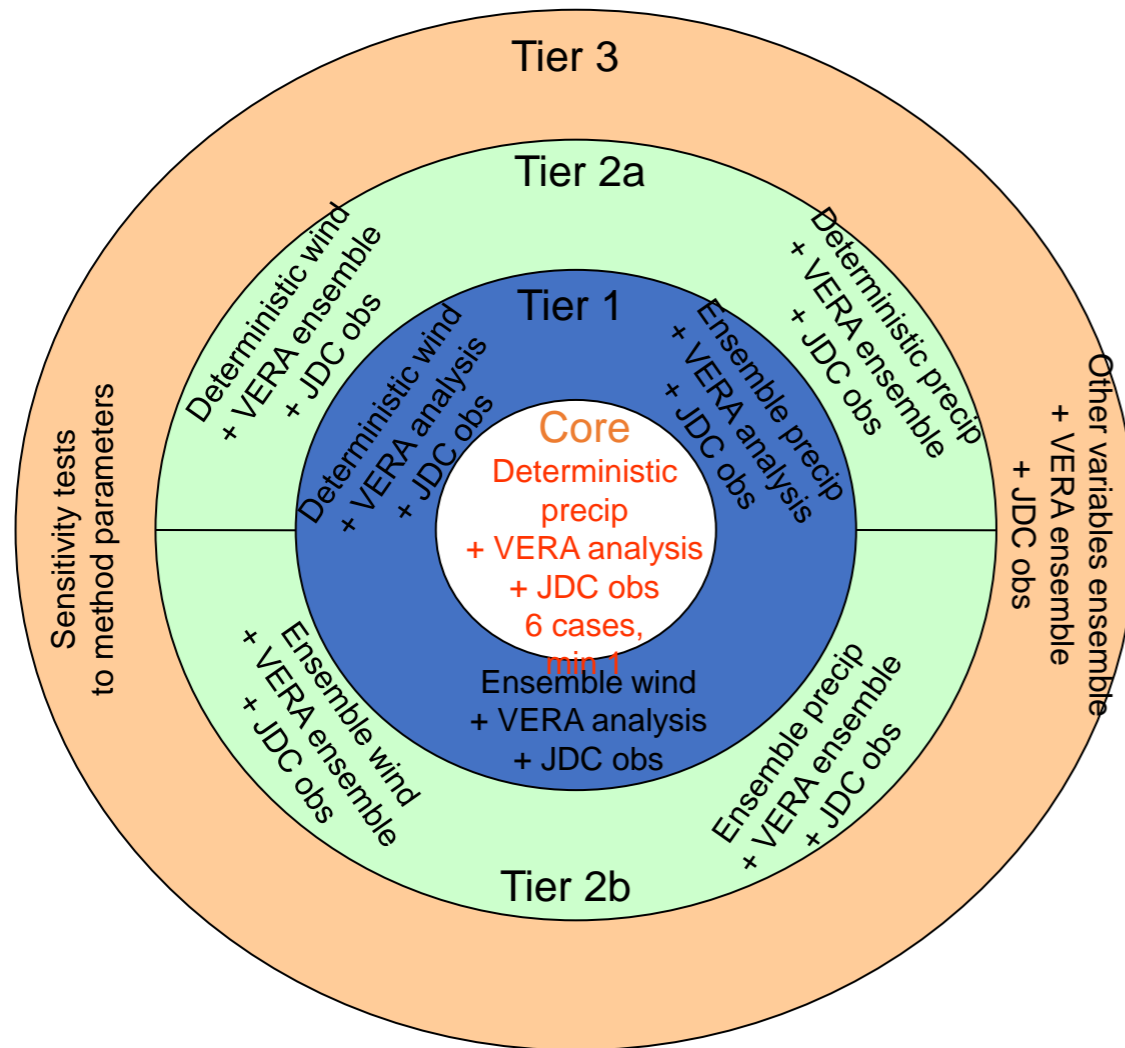 Tier 3
Tier 2a
Deterministic wind
+ VERA ensemble
+ JDC obs
Deterministic precip
+ VERA ensemble
+ JDC obs
Tier 1
Deterministic wind
+ VERA analysis
+ JDC obs
Ensemble precip
+ VERA analysis
+ JDC obs
Core
Deterministic
precip
+ VERA analysis
+ JDC obs
6 cases,
min 1
Ensemble wind
+ VERA analysis
+ JDC obs
Sensitivity tests
to method parameters
Other variables ensemble
+ VERA ensemble
+ JDC obs
Ensemble wind
+ VERA ensemble
+ JDC obs
Ensemble precip
+ VERA ensemble
+ JDC obs
Tier 2b